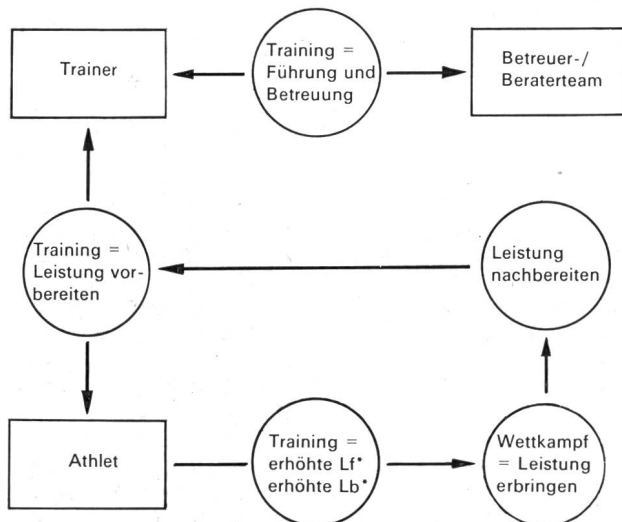 Trainer
Training =
Führung und
Betreuung
Betreuer-/
Beraterteam
Training =
Leistung vor-
bereiten
Leistung
nachbereiten
Athlet
Training =
erhöhte Lf*
erhöhte Lb*
Wettkampf
= Leistung
erbringen